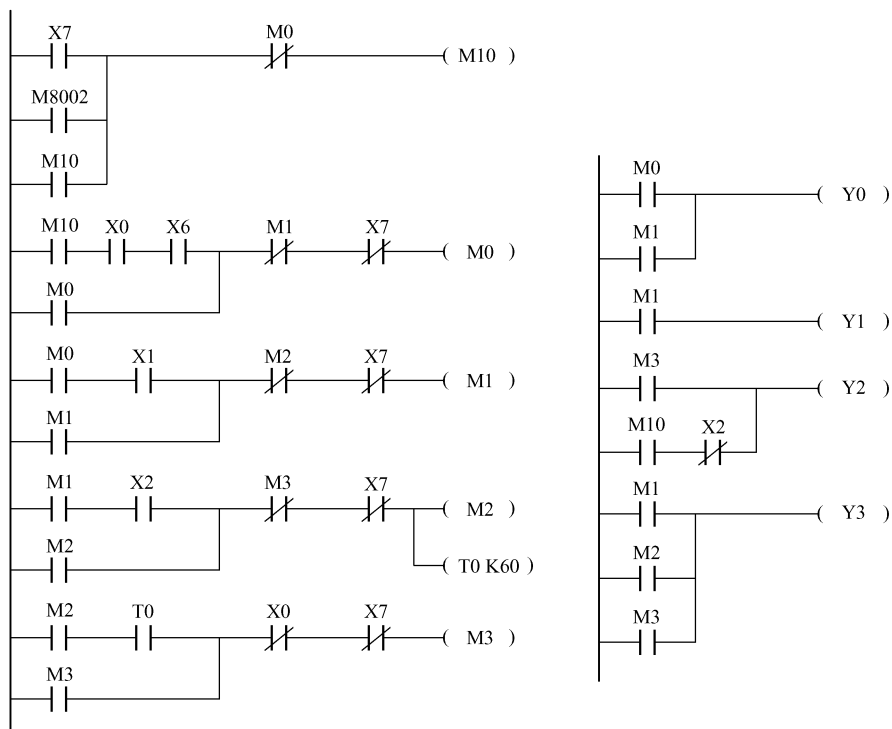 X7 M0
( M10 )
M8002
M10
M10 X0 X6 M1 X7
( M0 )
M0
M0 X1 M2 X7
( M1 )
M1
M1 X2 M3 X7
( M2 )
M2
( T0 K60 )
M2 T0 X0 X7
( M3 )
M3
M0
( Y0 )
M1
M1
( Y1 )
M3
( Y2 )
M10 X2
M1
( Y3 )
M2
M3